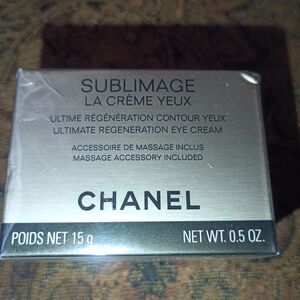 SUBLIMAGE
LA CRÈME YEUX
ULTIME RÉGÉNÉRATION CONTOUR YEUX
ULTIMATE REGENERATION EYE CREAM
ACCESSOIRE DE MASSAGE INCLUS
MASSAGE ACCESSORY INCLUDED
CHANEL
POIDS NET 15 g NET WT. 0.5 OZ.